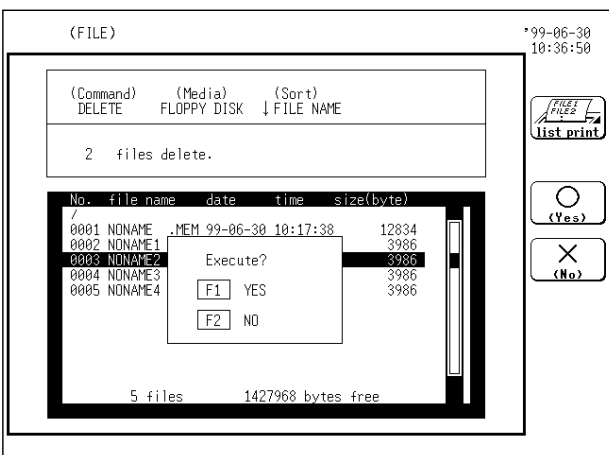 (FILE)
'99-06-30
10:36:50
(Command) (Media) (Sort)
DELETE FLOPPY DISK ↓FILE NAME
2 files delete.
No. file name date time size(byte)
/
0001 NONAME .MEM 99-06-30 10:17:38 12834
0002 NONAME1 3986
0003 NONAME2 3986
0004 NONAME3 3986
0005 NONAME4 3986
Execute?
F1 YES
F2 NO
5 files 1427968 bytes free
FILE1
FILE2
list print
(Yes)
(No)